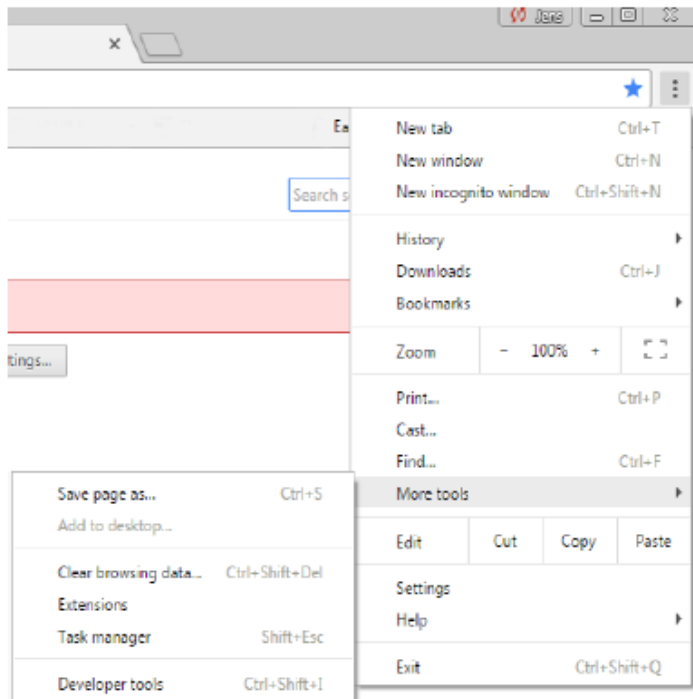 Jens
Ea
New tab Ctrl+T
New window Ctrl+N
Search s
New incognito window Ctrl+Shift+N
History
Downloads Ctrl+J
Bookmarks
Zoom - 100% +
tings...
Print... Ctrl+P
Cast...
Find... Ctrl+F
More tools
Save page as... Ctrl+S
Add to desktop...
Edit Cut Copy Paste
Clear browsing data... Ctrl+Shift+Del
Settings
Extensions
Help
Task manager Shift+Esc
Exit Ctrl+Shift+Q
Developer tools Ctrl+Shift+I